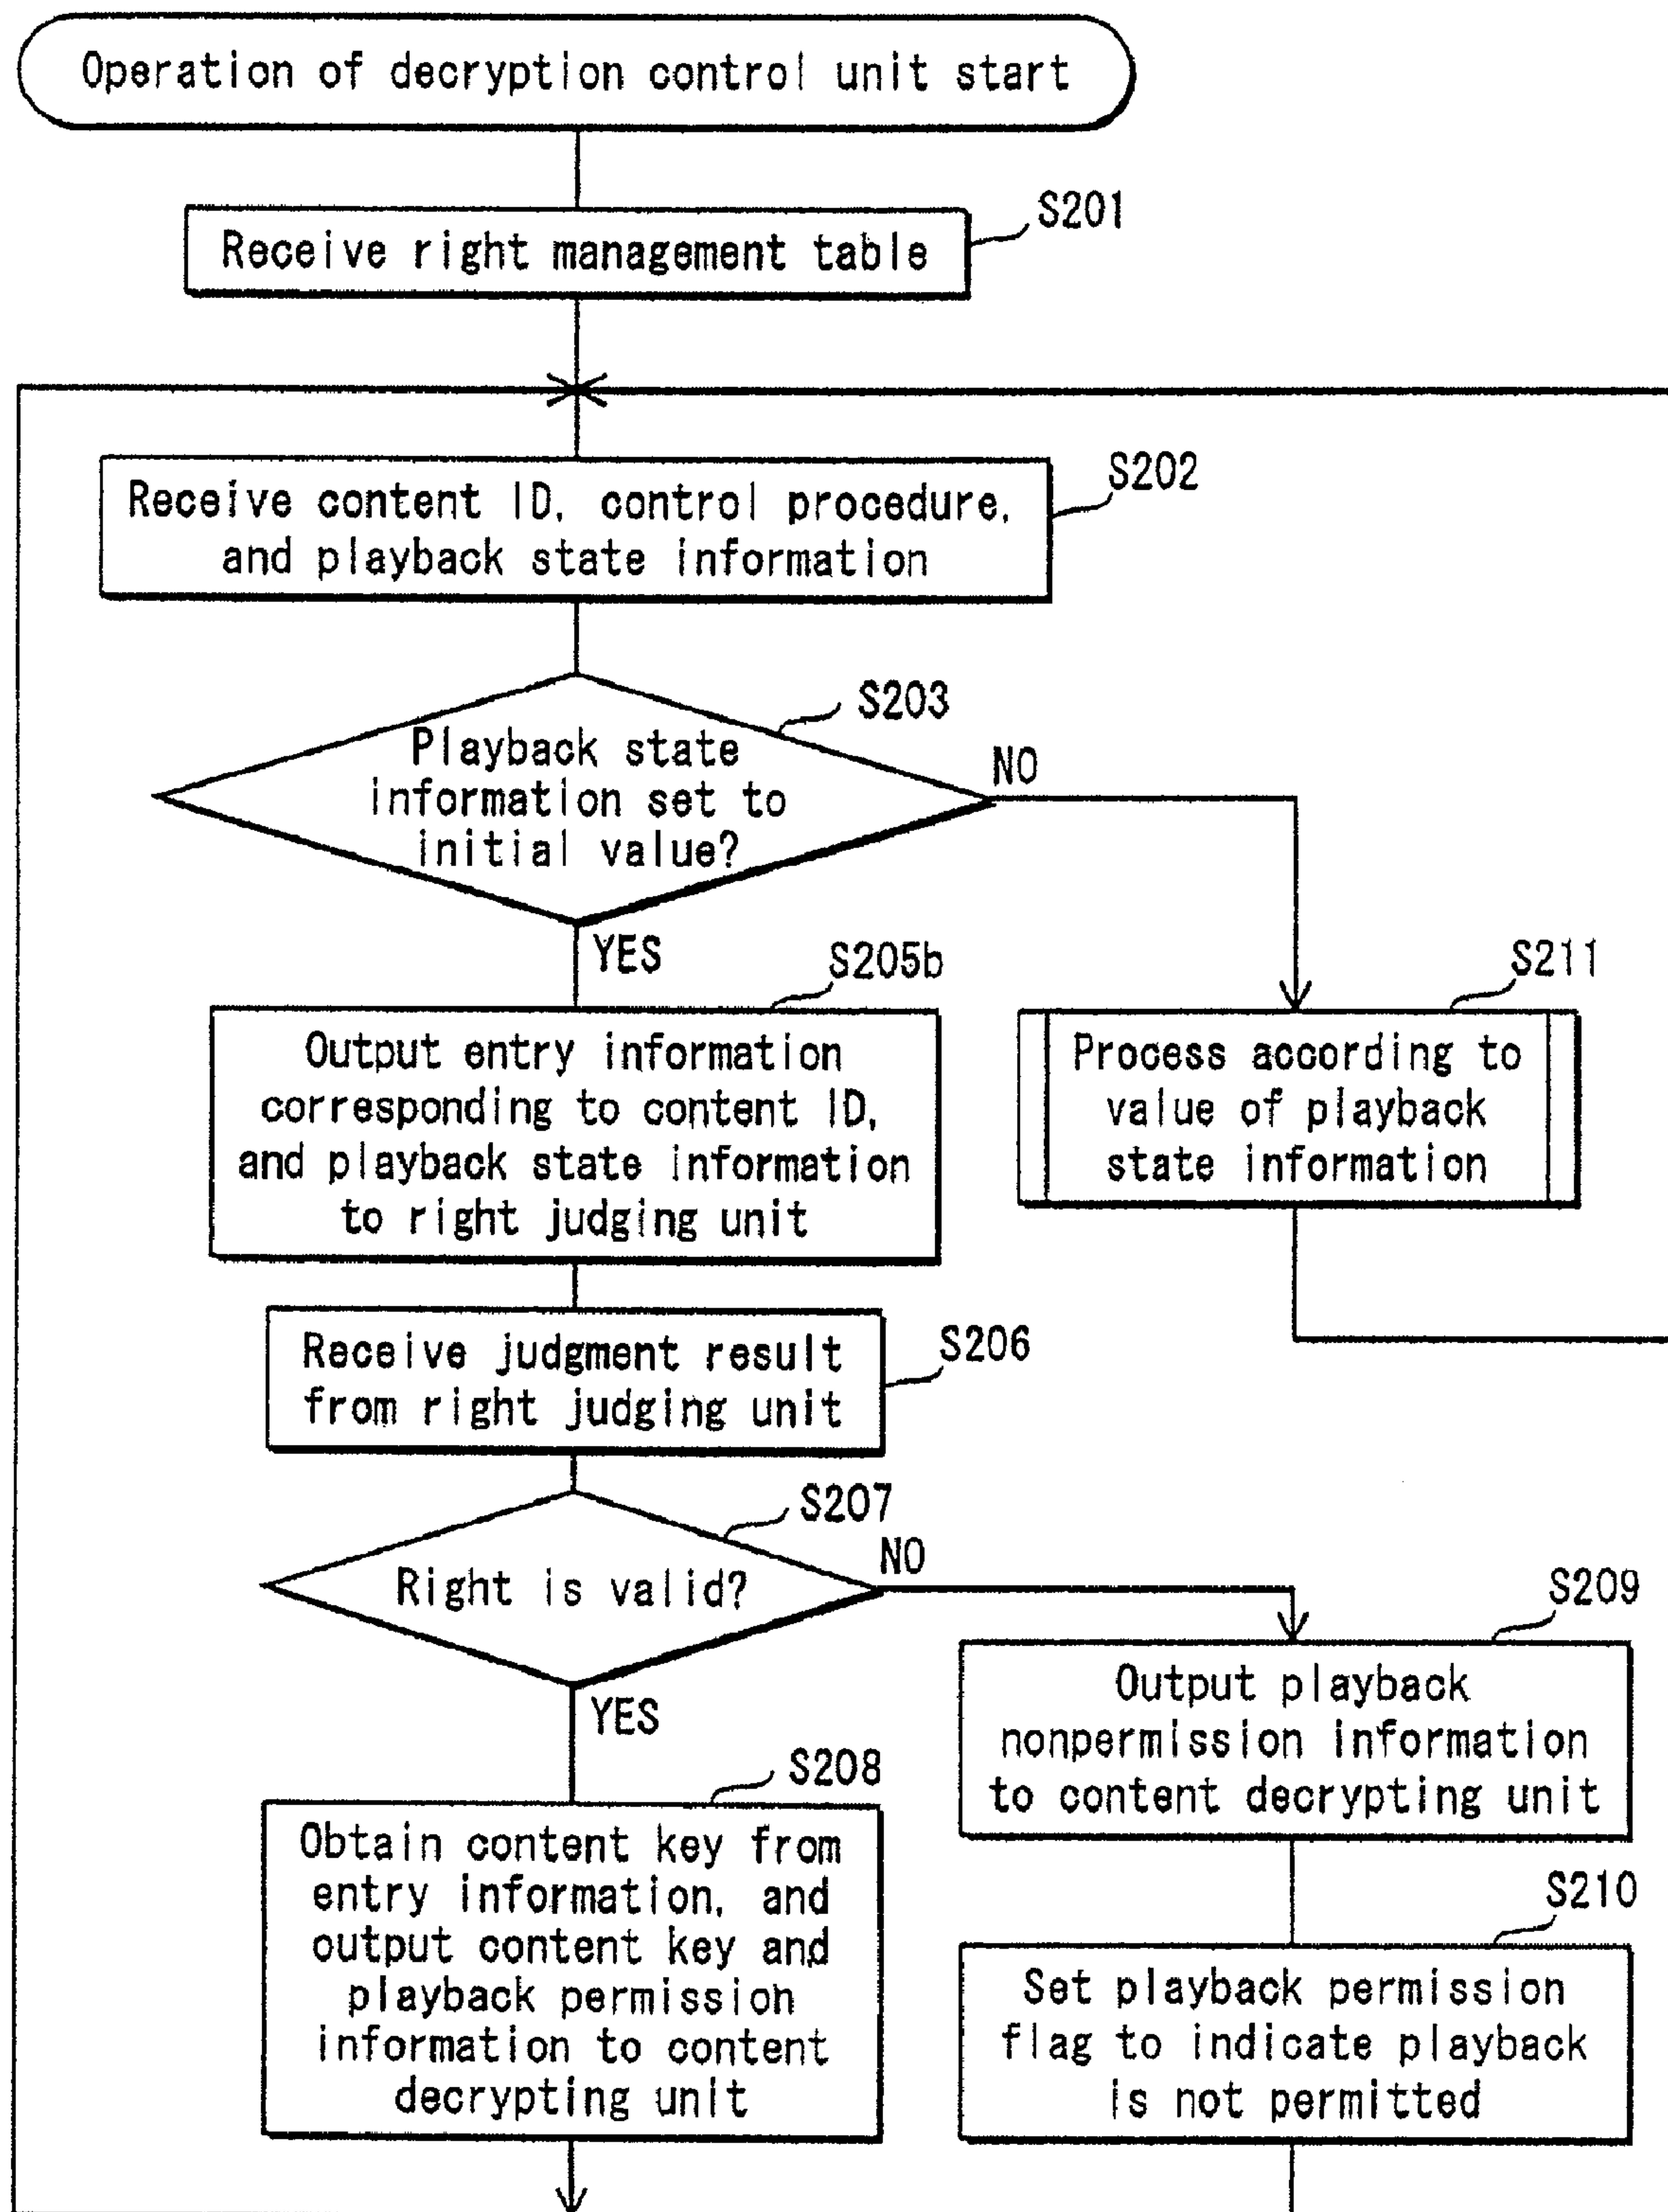 Operation of decryption control unit start
S201
Receive right management table
S202
Receive content ID, control procedure,
and playback state information
S203
Playback state
information set to
initial value?
NO
YES
S205b
Output entry information
corresponding to content ID,
and playback state information
to right judging unit
S211
Process according to
value of playback
state information
S206
Receive judgment result
from right judging unit
S207
Right is valid?
NO
YES
S209
Output playback
nonpermission information
to content decrypting unit
S208
Obtain content key from
entry information, and
output content key and
playback permission
information to content
decrypting unit
S210
Set playback permission
flag to indicate playback
is not permitted